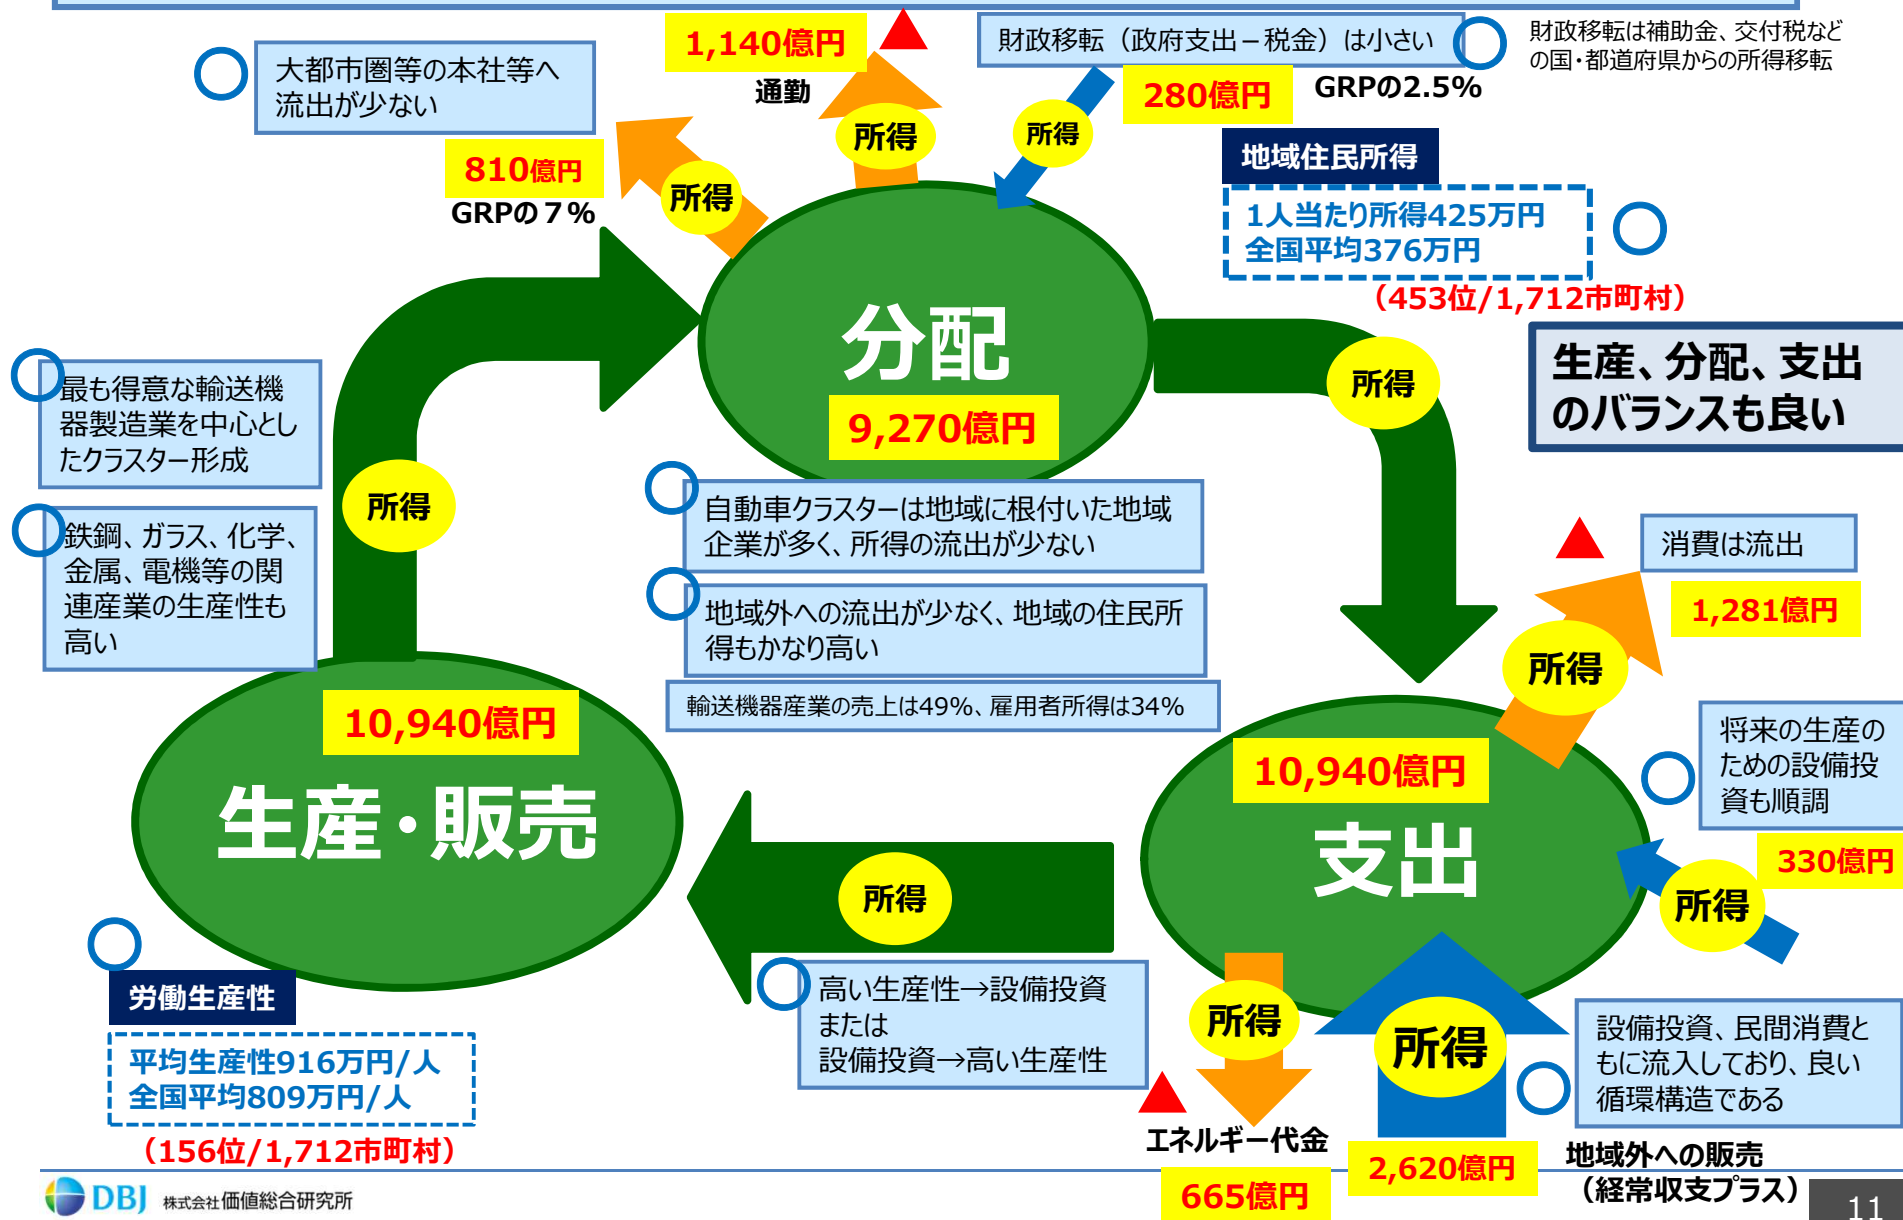 1,140億円
通勤
財政移転（政府支出－税金）は小さい
280億円
GRPの2.5%
財政移転は補助金、交付税など
の国・都道府県からの所得移転
大都市圏等の本社等へ
流出が少ない
810億円
GRPの７%
所得
所得
所得
地域住民所得
1人当たり所得425万円
全国平均376万円
（453位/1,712市町村）
分配
9,270億円
所得
生産、分配、支出
のバランスも良い
最も得意な輸送機
器製造業を中心とし
たクラスター形成
鉄鋼、ガラス、化学、
金属、電機等の関
連産業の生産性も
高い
所得
自動車クラスターは地域に根付いた地域
企業が多く、所得の流出が少ない
地域外への流出が少なく、地域の住民所
得もかなり高い
輸送機器産業の売上は49%、雇用者所得は34%
消費は流出
1,281億円
所得
10,940億円
生産・販売
10,940億円
支出
将来の生産の
ための設備投
資も順調
330億円
所得
所得
労働生産性
平均生産性916万円/人
全国平均809万円/人
（156位/1,712市町村）
高い生産性→設備投資
または
設備投資→高い生産性
所得
エネルギー代金
665億円
所得
2,620億円
設備投資、民間消費と
もに流入しており、良い
循環構造である
地域外への販売
（経常収支プラス）
DBJ 株式会社価値総合研究所
11